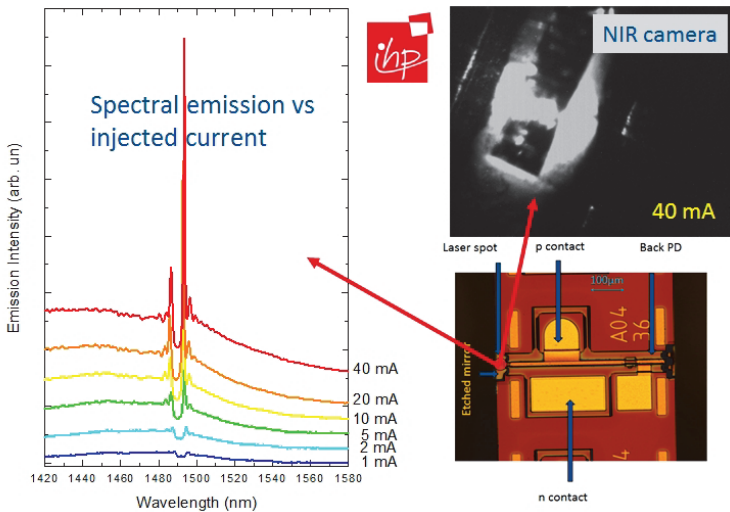 Spectral emission vs
injected current
Emission Intensity (arb. un)
40 mA
20 mA
10 mA
5 mA
2 mA
1 mA
1420
1440
1460
1480
1500
1520
1540
1560
1580
Wavelength (nm)
ihp
NIR camera
40 mA
Laser spot
p contact
Back PD
100µm
A04
36
Etched mirror
n contact